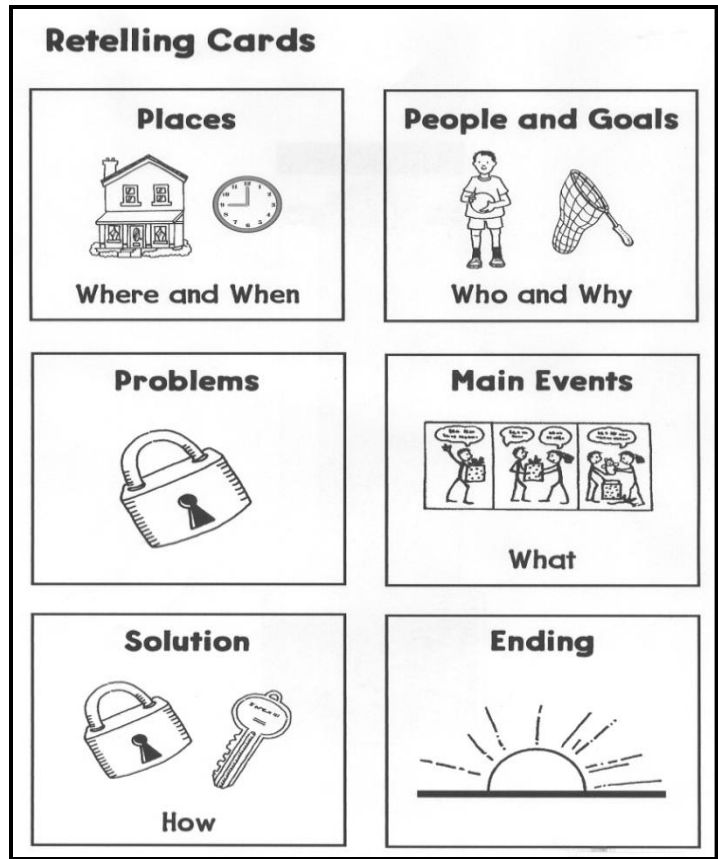 Retelling Cards
Places
Where and When
People and Goals
Who and Why
Problems
Main Events
What
Solution
How
Ending